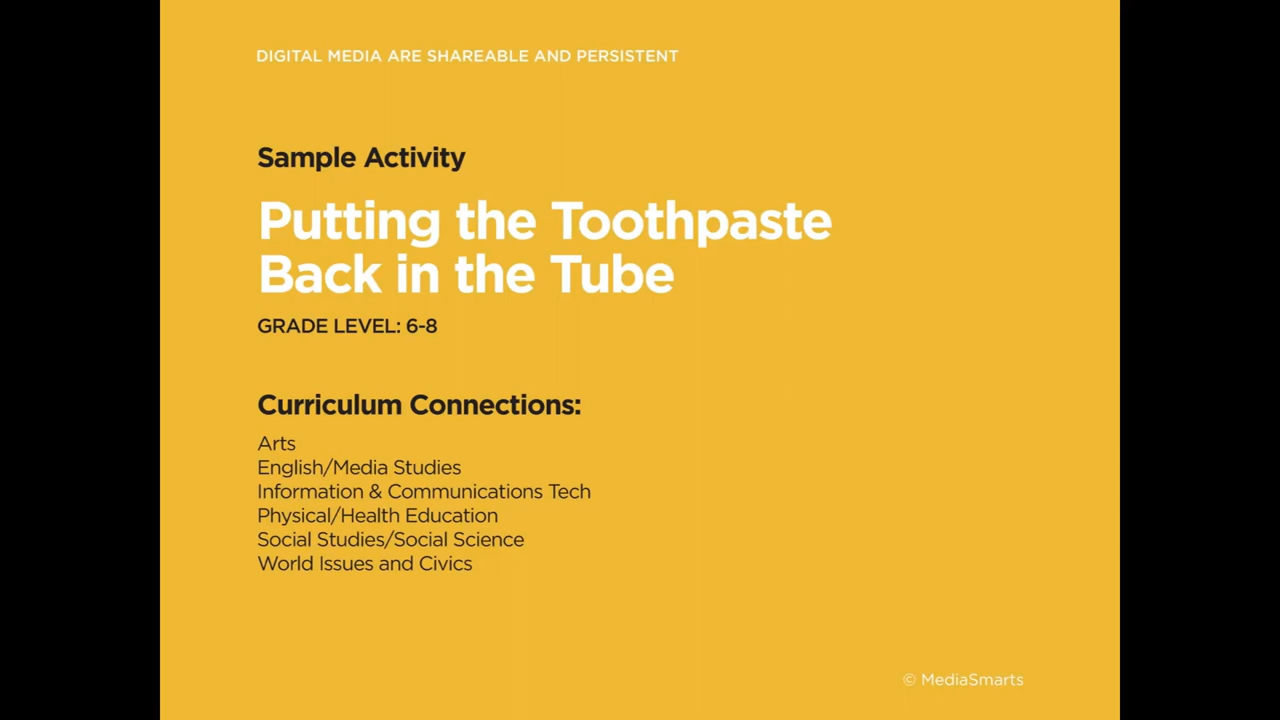 DIGITAL MEDIA ARE SHAREABLE AND PERSISTENT
Sample Activity
Putting the Toothpaste
Back in the Tube
GRADE LEVEL: 6-8
Curriculum Connections:
Arts
English/Media Studies
Information & Communications Tech
Physical/Health Education
Social Studies/Social Science
World Issues and Civics
© MediaSmarts